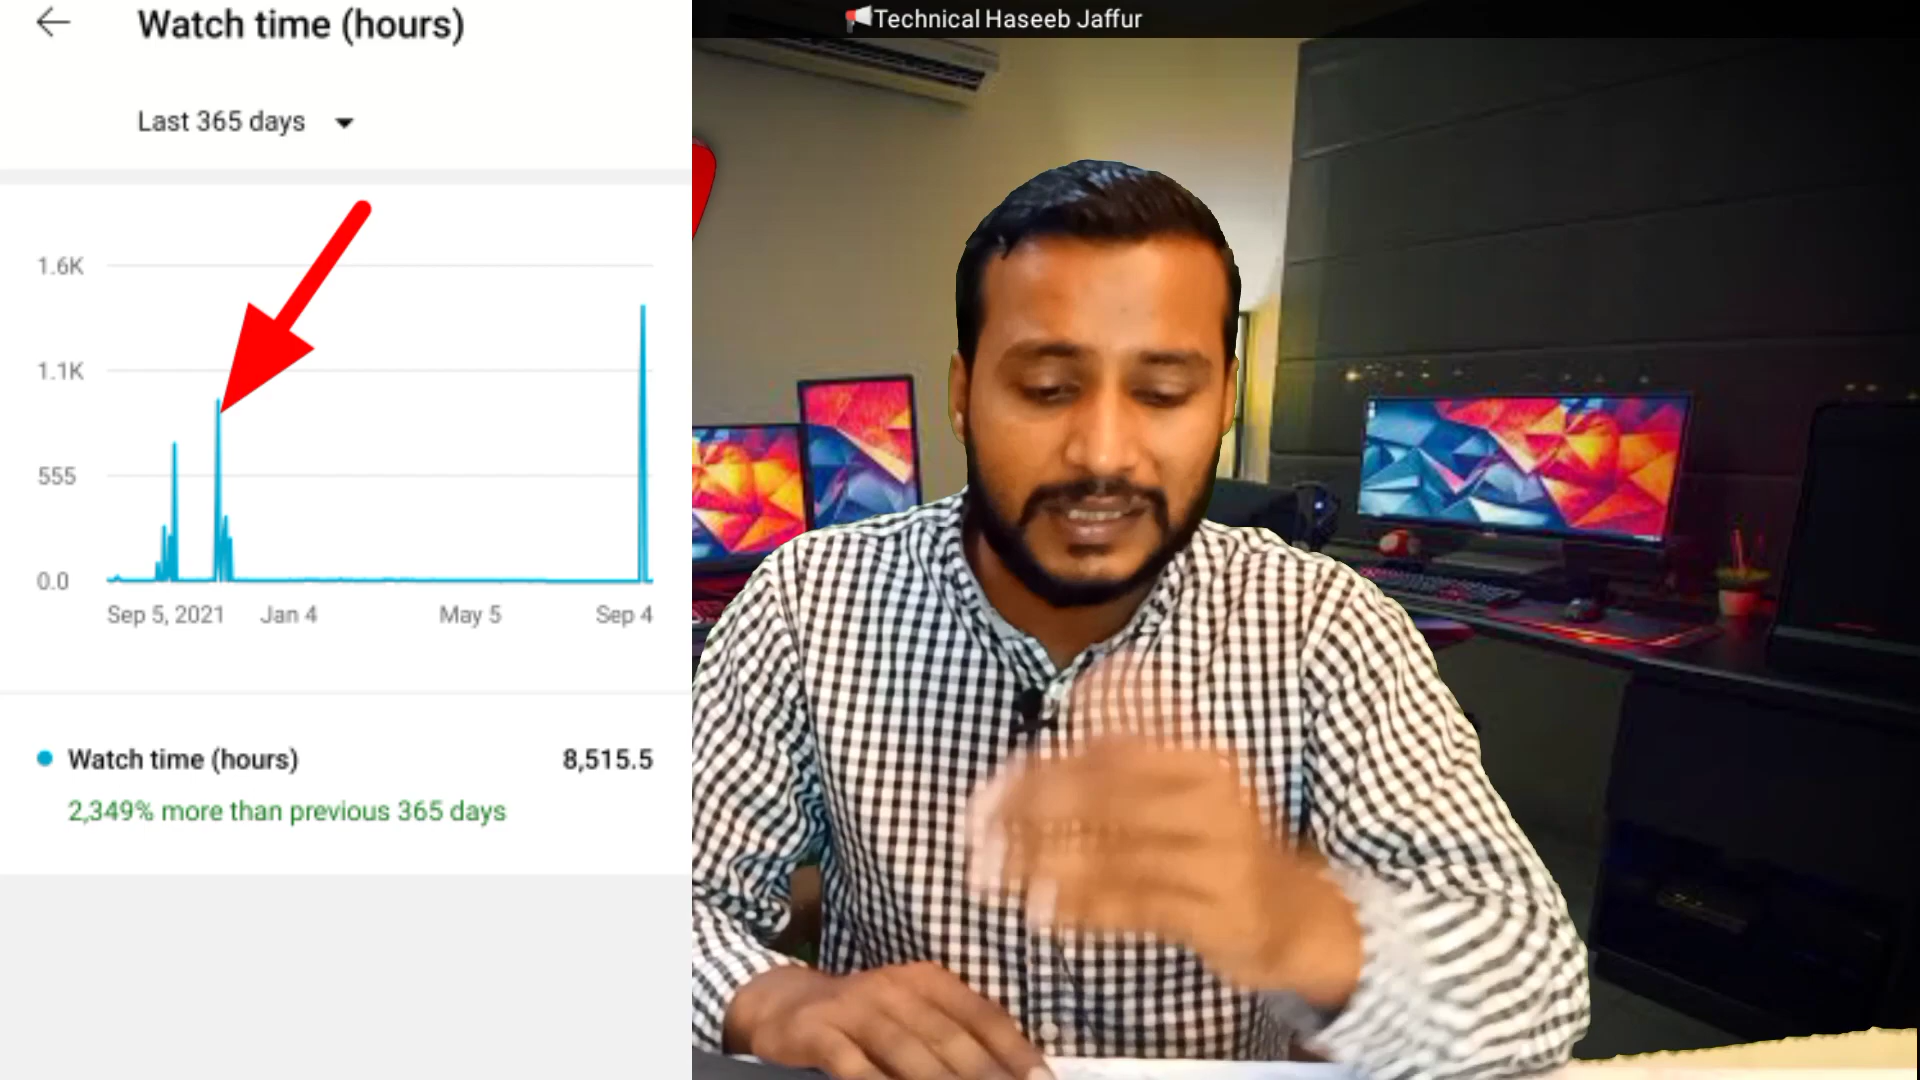 Watch time (hours)
Last 365 days
1.6K
1.1K
555
0.0
Sep 5, 2021 Jan 4 May 5 Sep 4
Watch time (hours) 8,515.5
2,349% more than previous 365 days
Technical Haseeb Jaffur